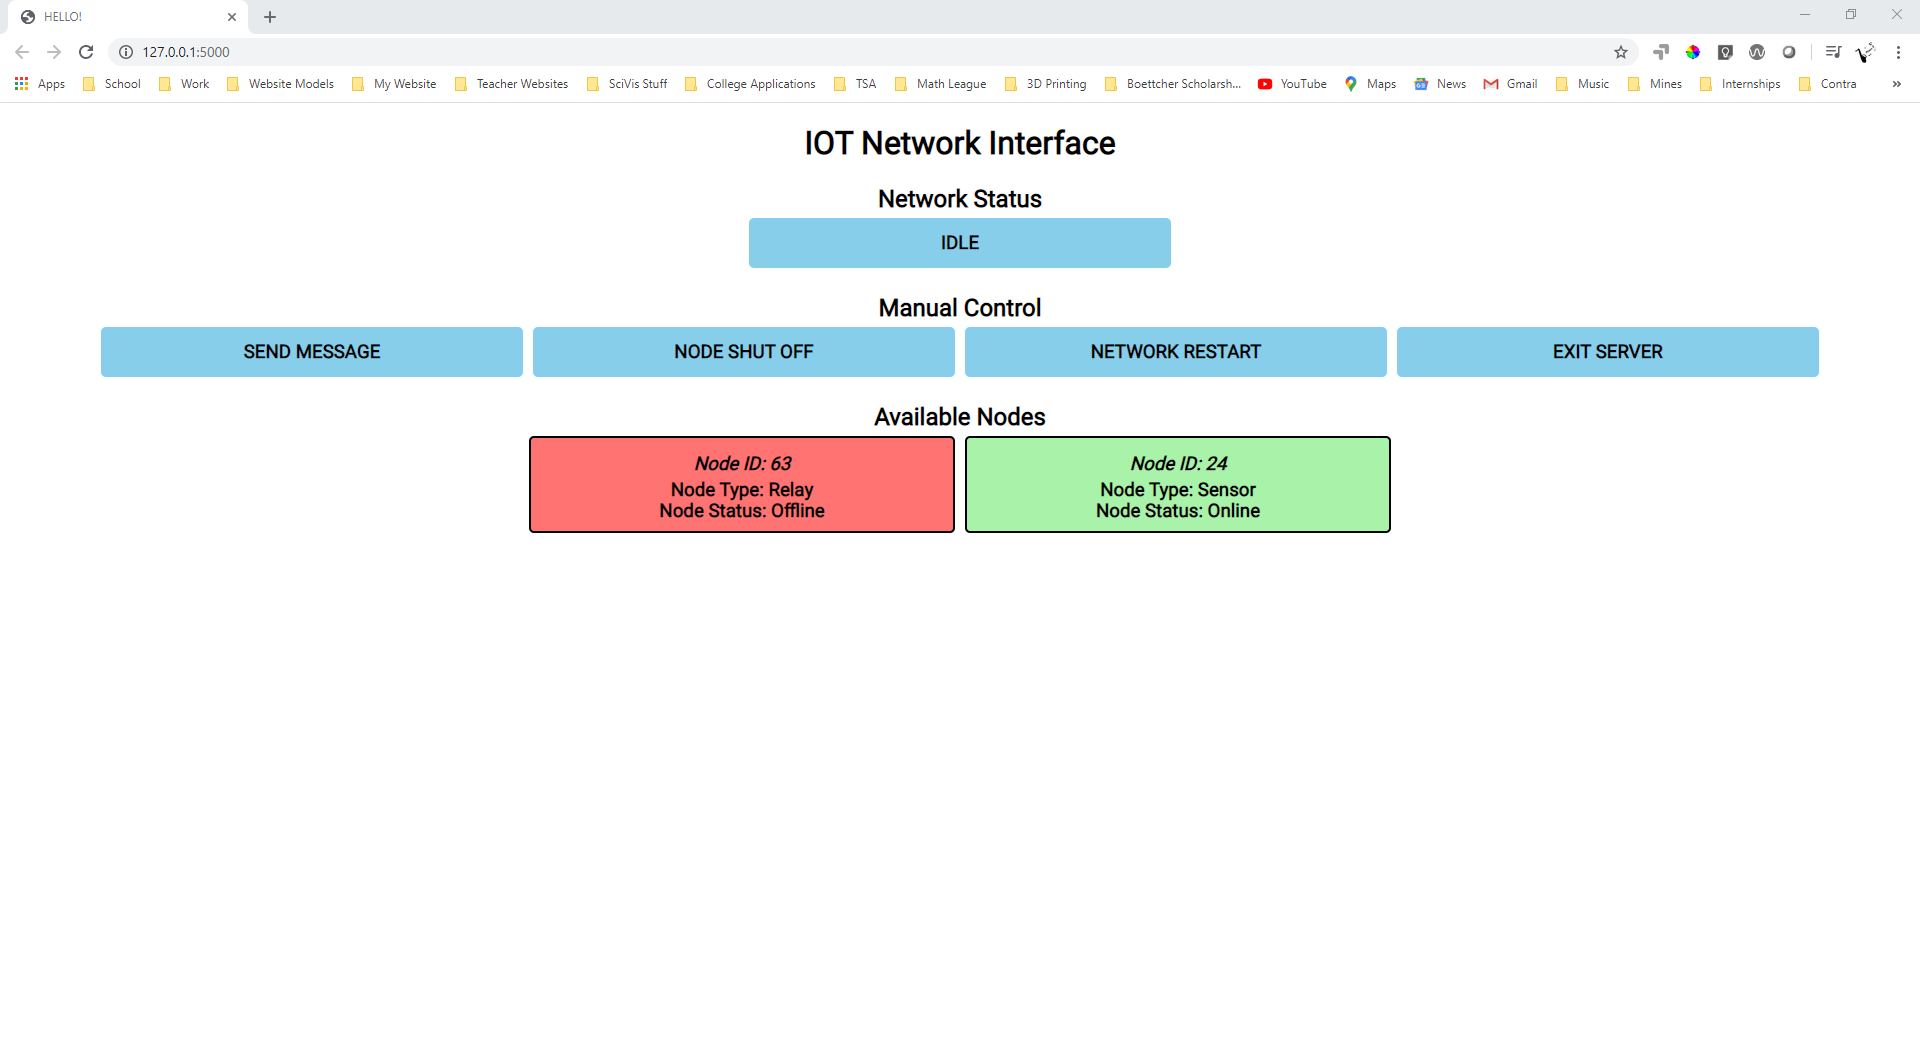 HELLO!
127.0.0.1:5000
Apps School Work Website Models My Website Teacher Websites SciVis Stuff College Applications TSA Math League 3D Printing Boettcher Scholarsh... YouTube Maps News Gmail Music Mines Internships Contra »
IOT Network Interface
Network Status
IDLE
Manual Control
SEND MESSAGE NODE SHUT OFF NETWORK RESTART EXIT SERVER
Available Nodes
Node ID: 63
Node Type: Relay
Node Status: Offline
Node ID: 24
Node Type: Sensor
Node Status: Online